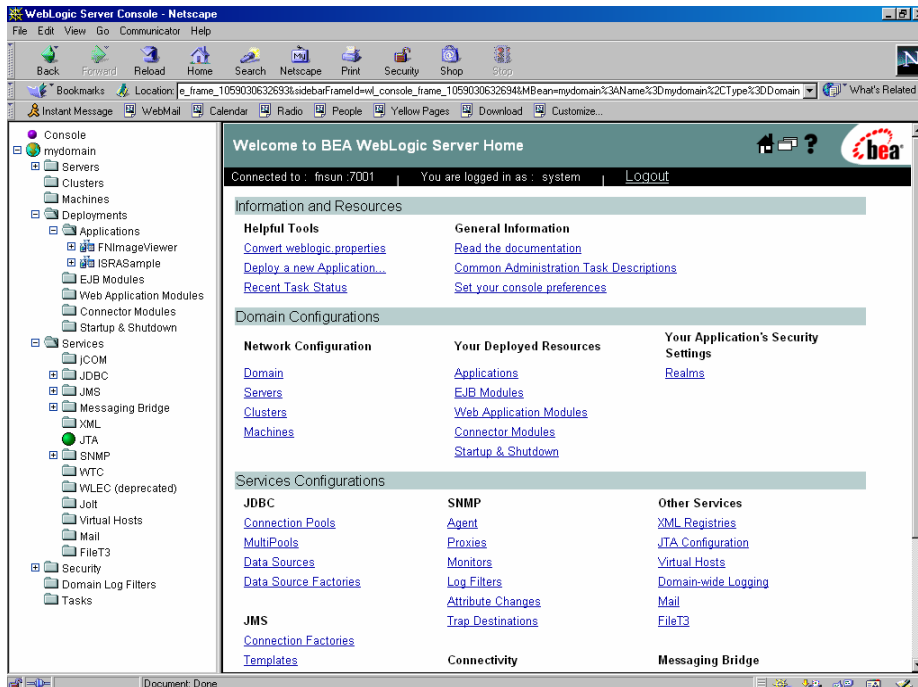 WebLogic Server Console - Netscape
File Edit View Go Communicator Help
Back Forward Reload Home Search Netscape Print Security Shop Stop
Bookmarks Location: e_frame_1059030632693&sidebarFrameId=wl_console_frame_1059030632694&MBean=mydomain%3AName%3Dmydomain%2CType%3DDomain What's Related
Instant Message WebMail Calendar Radio People Yellow Pages Download Customize...
Console
mydomain
Servers
Clusters
Machines
Deployments
Applications
FNImageViewer
ISRASample
EJB Modules
Web Application Modules
Connector Modules
Startup & Shutdown
Services
jCOM
JDBC
JMS
Messaging Bridge
XML
JTA
SNMP
WTC
WLEC (deprecated)
Jolt
Virtual Hosts
Mail
FileT3
Security
Domain Log Filters
Tasks
Welcome to BEA WebLogic Server Home
bea
Connected to : fnsun :7001 You are logged in as : system Logout
Information and Resources
Helpful Tools General Information
Convert weblogic.properties Read the documentation
Deploy a new Application... Common Administration Task Descriptions
Recent Task Status Set your console preferences
Domain Configurations
Network Configuration Your Deployed Resources Your Application's Security Settings
Domain Applications Realms
Servers EJB Modules
Clusters Web Application Modules
Machines Connector Modules
Startup & Shutdown
Services Configurations
JDBC SNMP Other Services
Connection Pools Agent XML Registries
MultiPools Proxies JTA Configuration
Data Sources Monitors Virtual Hosts
Data Source Factories Log Filters Domain-wide Logging
Attribute Changes Mail
JMS Trap Destinations FileT3
Connection Factories
Templates Connectivity Messaging Bridge
Document: Done